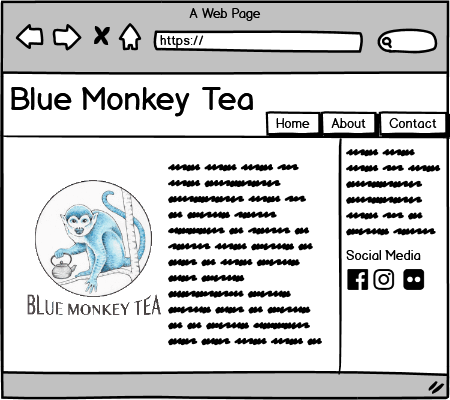 A Web Page
https://
Blue Monkey Tea
Home About Contact
BLUE MONKEY TEA
Social Media